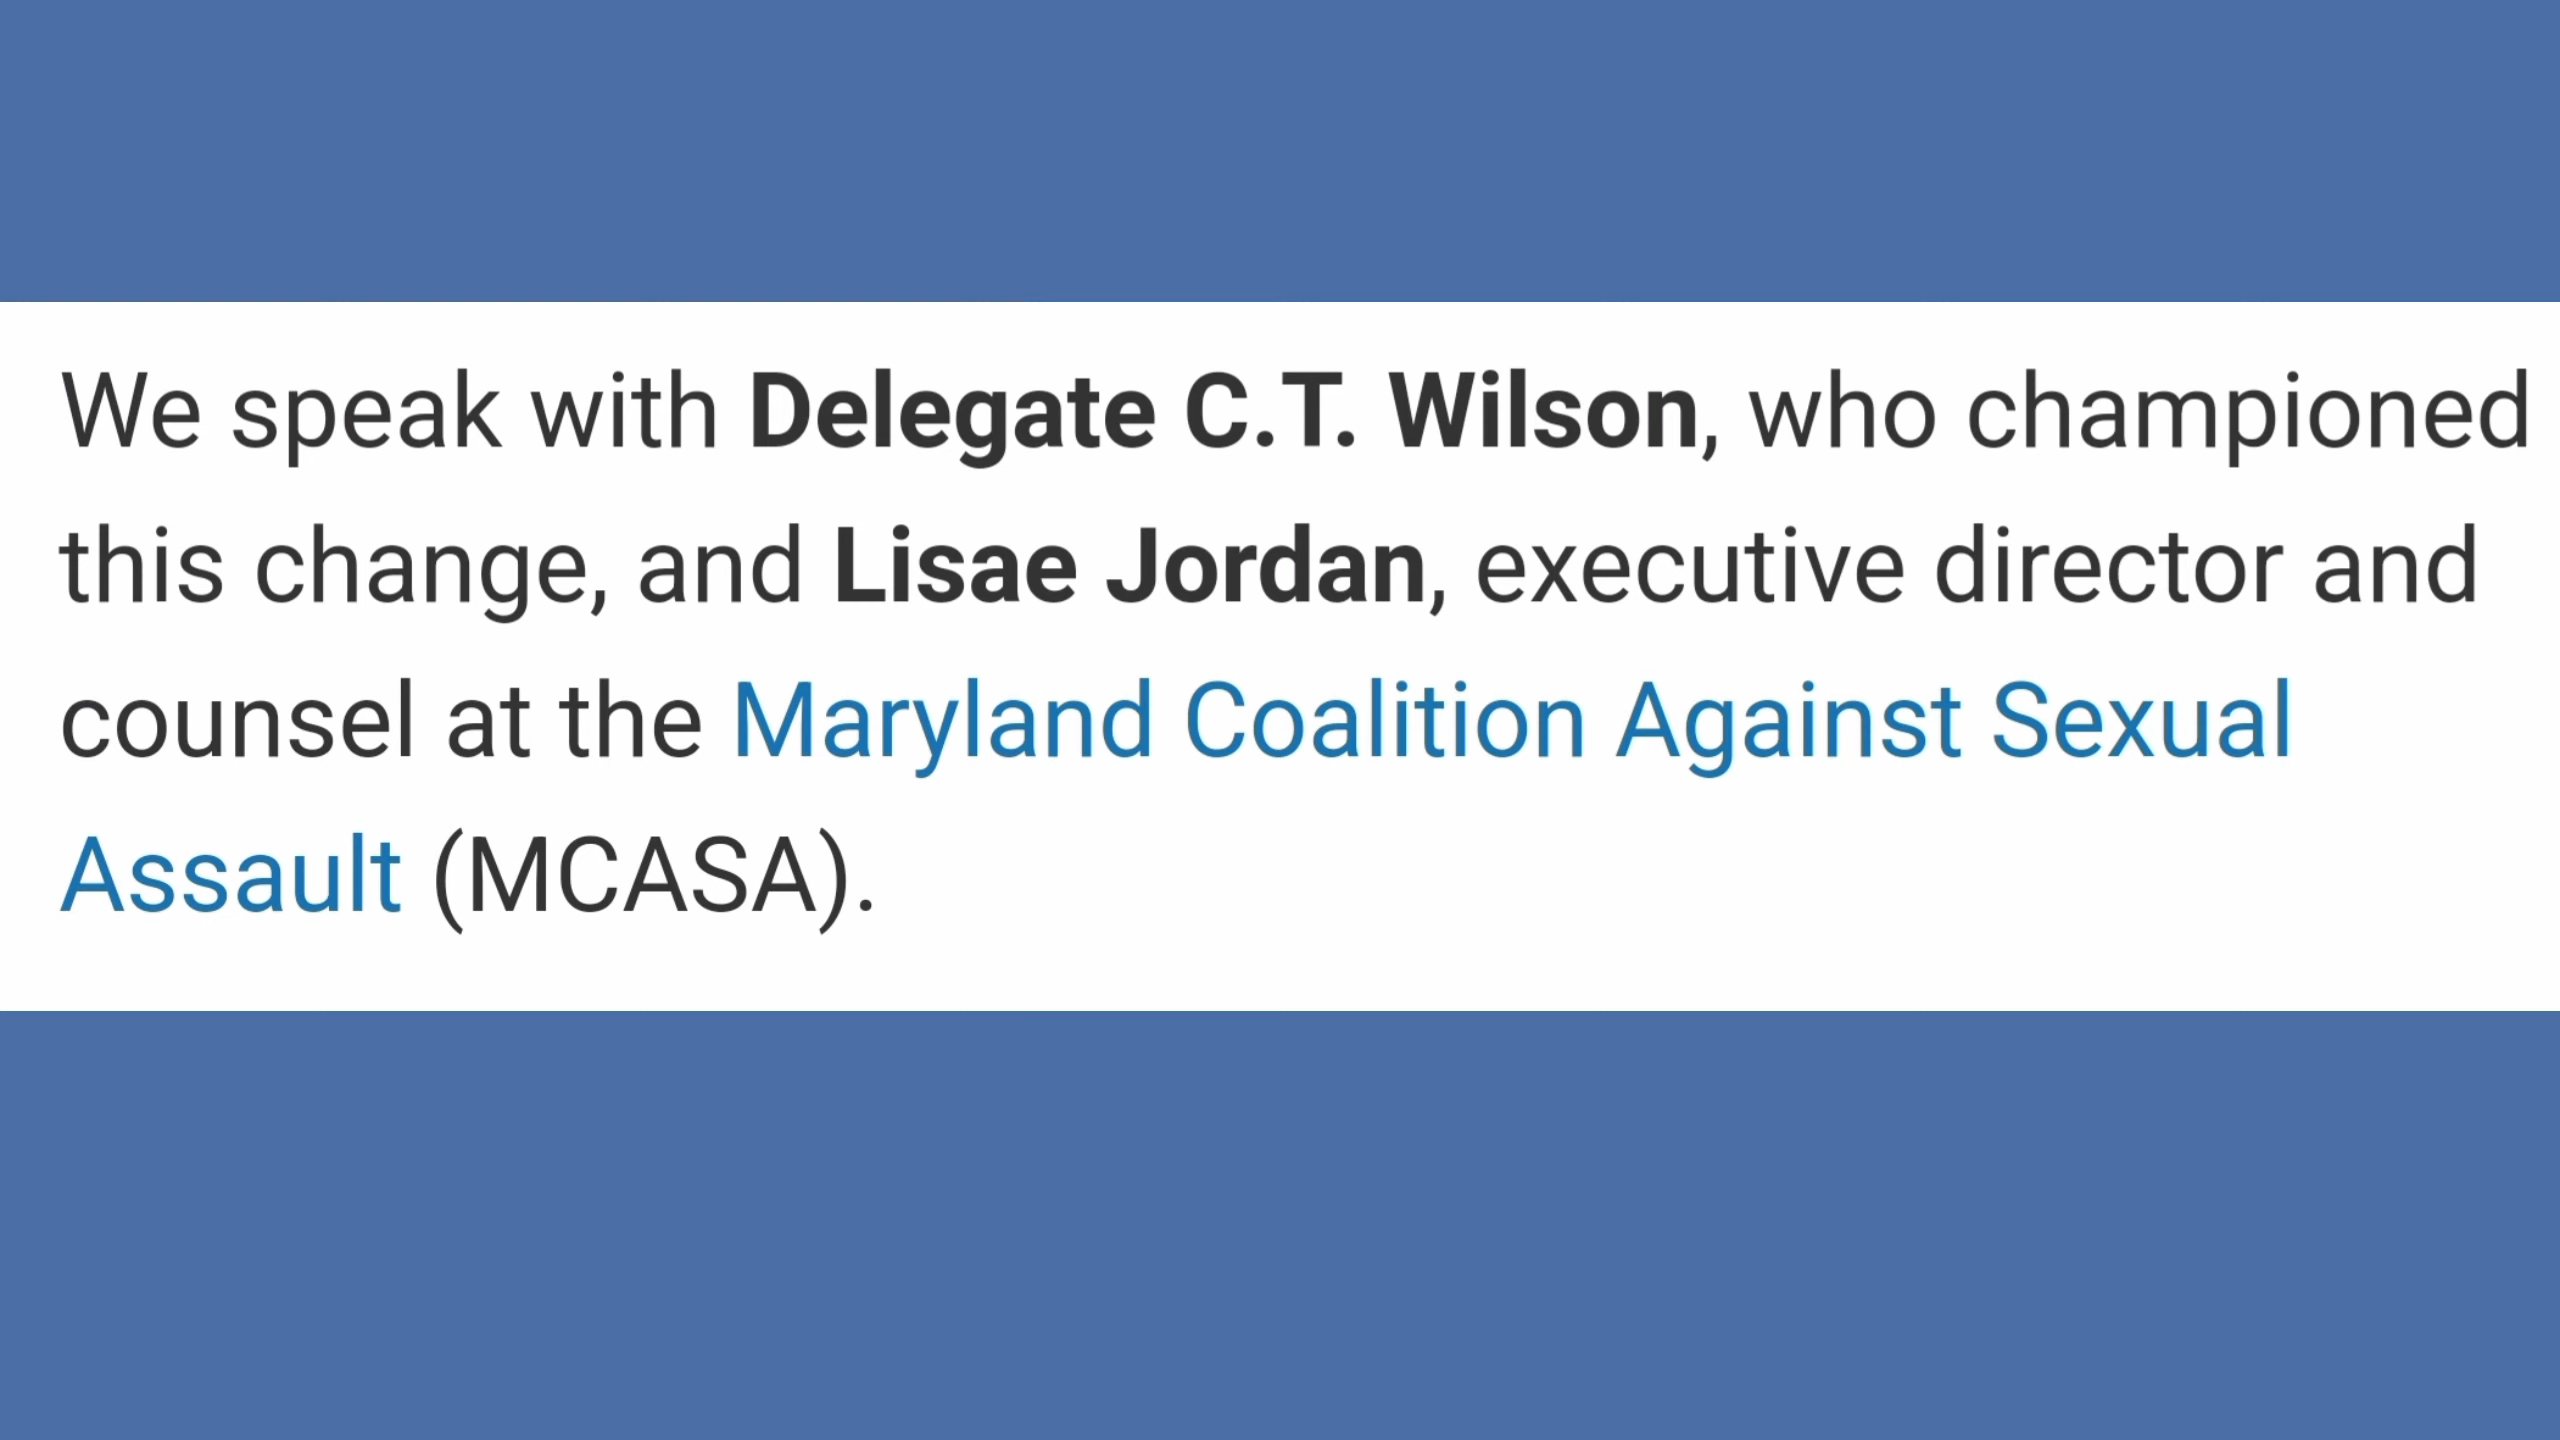 We speak with Delegate C.T. Wilson, who championed
this change, and Lisae Jordan, executive director and
counsel at the Maryland Coalition Against Sexual
Assault (MCASA).